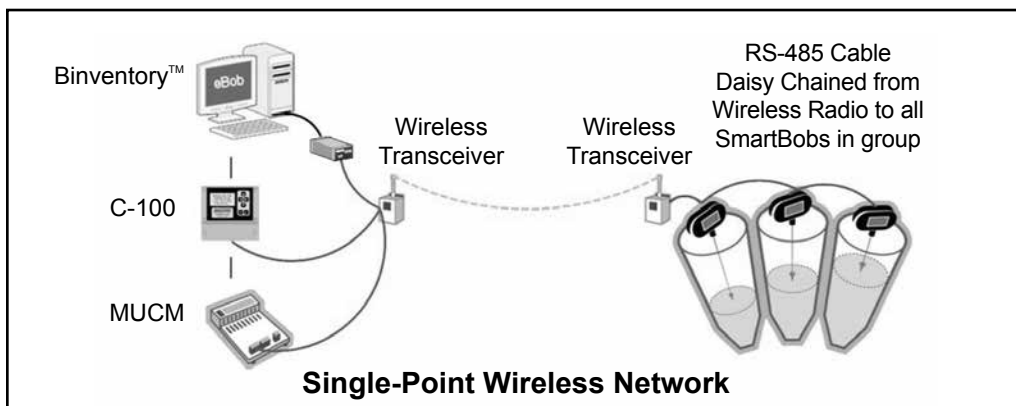 Binventory™
eBob
C-100
MUCM
Wireless
Transceiver
Wireless
Transceiver
RS-485 Cable
Daisy Chained from
Wireless Radio to all
SmartBobs in group
Single-Point Wireless Network